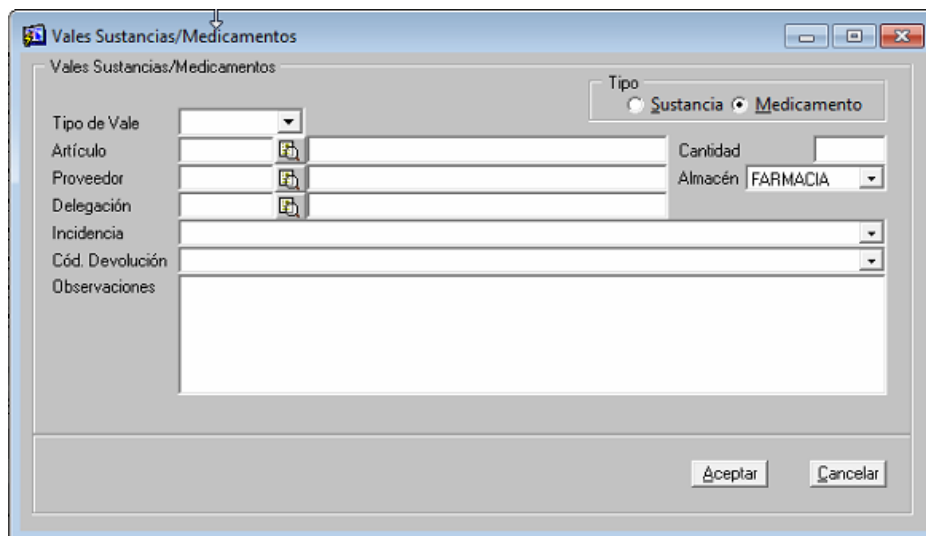 Vales Sustancias/Medicamentos
Vales Sustancias/Medicamentos
Tipo
Sustancia Medicamento
Tipo de Vale
Artículo Cantidad
Proveedor Almacén FARMACIA
Delegación
Incidencia
Cód. Devolución
Observaciones
Aceptar Cancelar